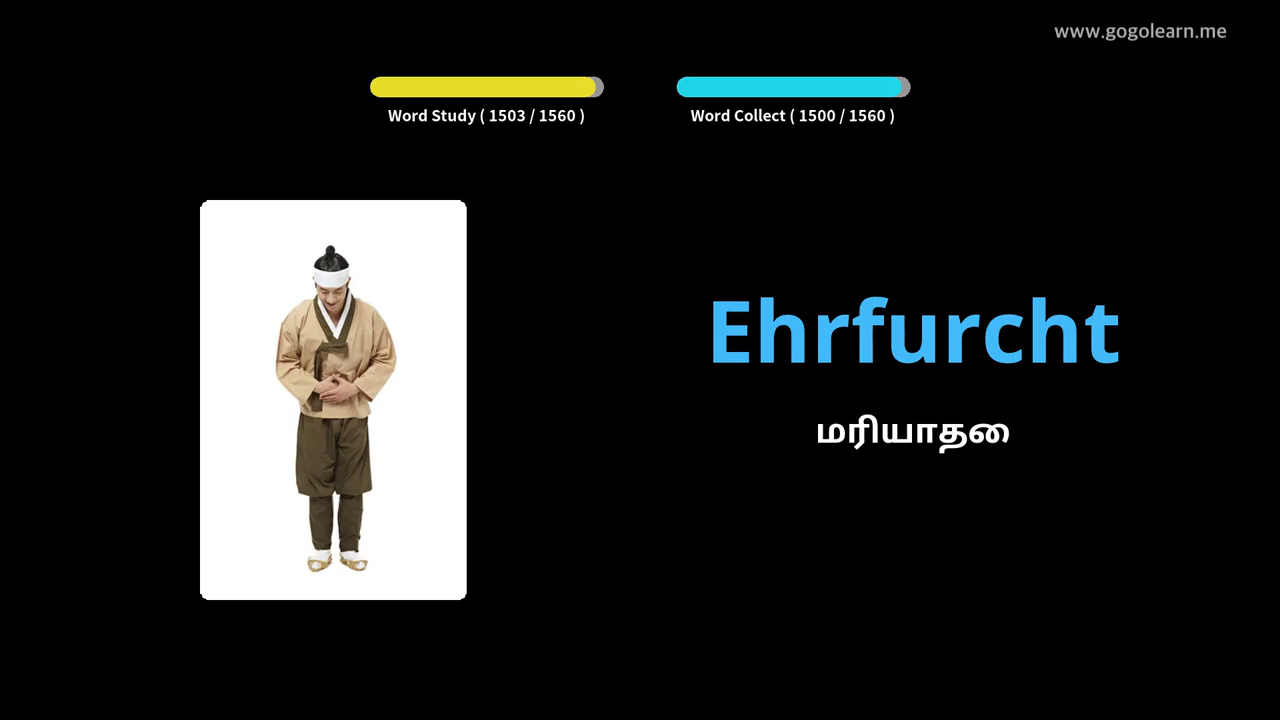 www.gogolearn.me
Word Study ( 1503 / 1560 )
Word Collect ( 1500 / 1560 )
Ehrfurcht
மரியாதை